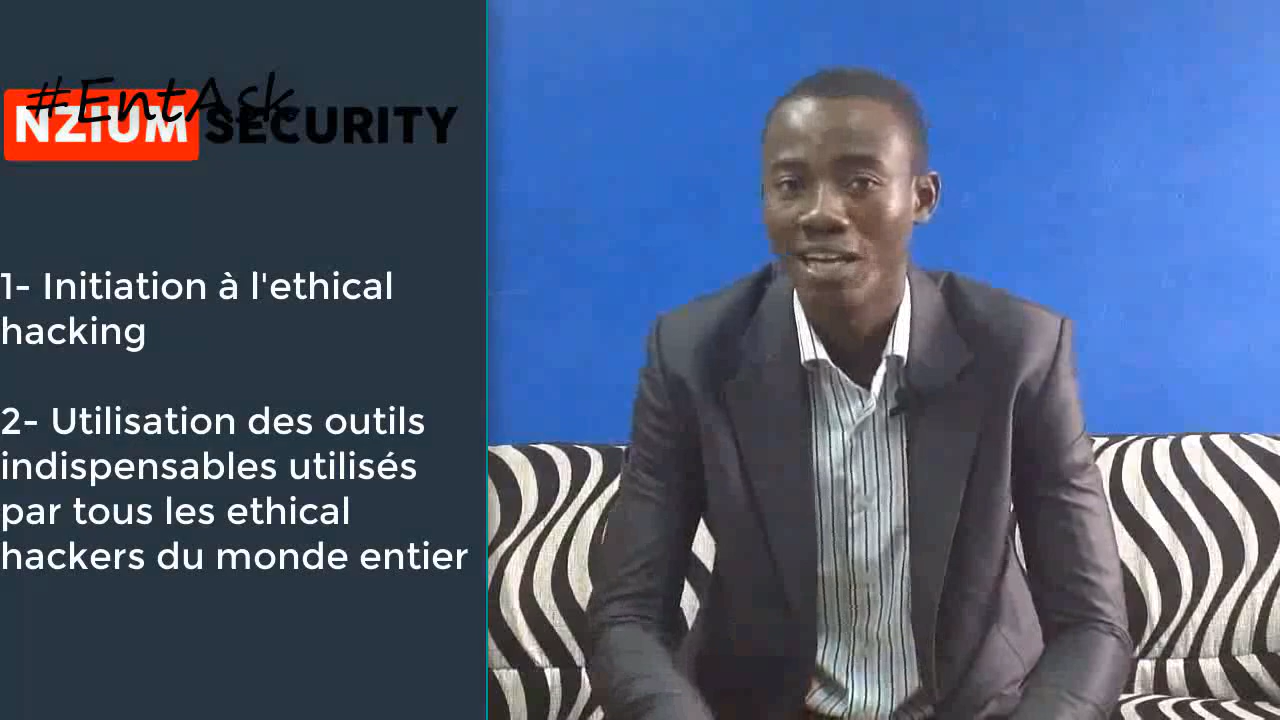 #EntAsk
NZIUM SECURITY
1- Initiation à l'ethical
hacking
2- Utilisation des outils
indispensables utilisés
par tous les ethical
hackers du monde entier